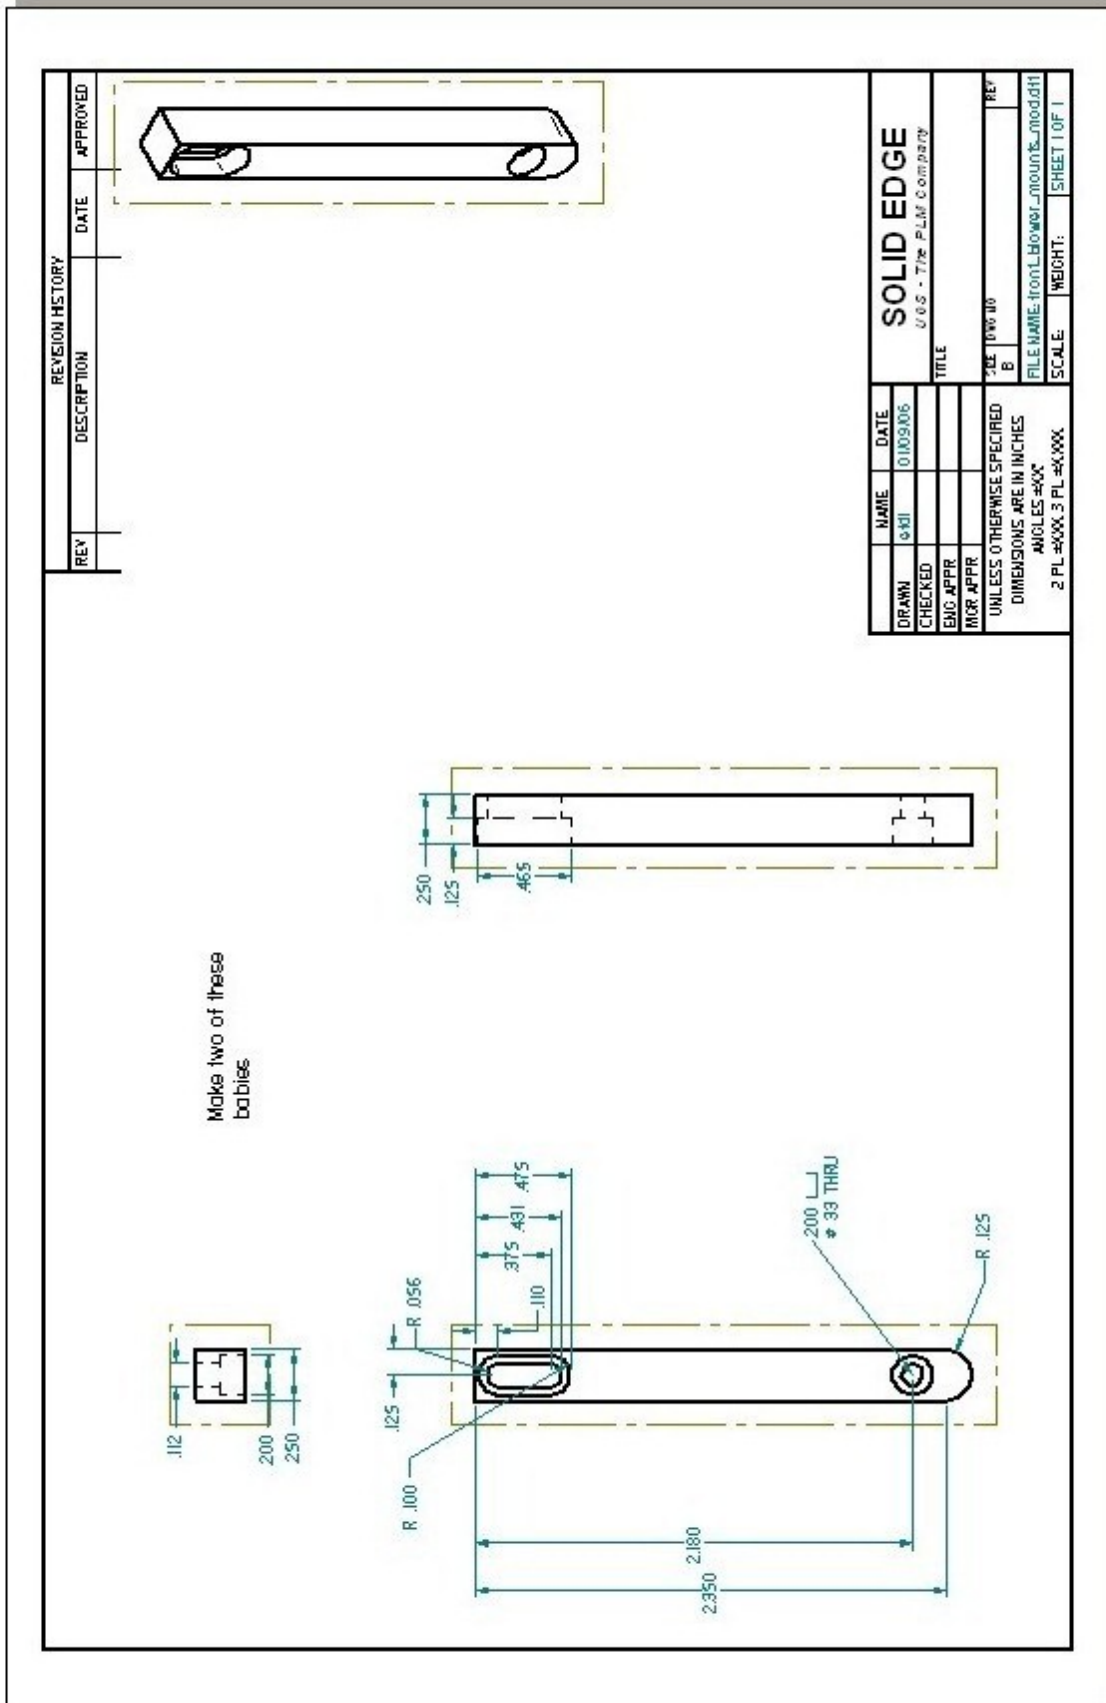 REVISION HISTORY
REV DESCRIPTION DATE APPROVED
Make two of these
babies
.112
.200
.250
.125
R .056
R .100
.375
.431
.475
.110
.200
# 33 THRU
R .125
2.180
2.350
.250
.125
.465
NAME DATE
DRAWN 01/09/06
CHECKED
ENG APPR
MGR APPR
SOLID EDGE
UGS - The PLM Company
TITLE
UNLESS OTHERWISE SPECIFIED
DIMENSIONS ARE IN INCHES
ANGLES ±X.X°
2 PL ±X.XX 3 PL ±X.XXX
SIZE DWG NO REV
B
FILE NAME: front_blower_mounts_mod.dft
SCALE: WEIGHT: SHEET 1 OF 1